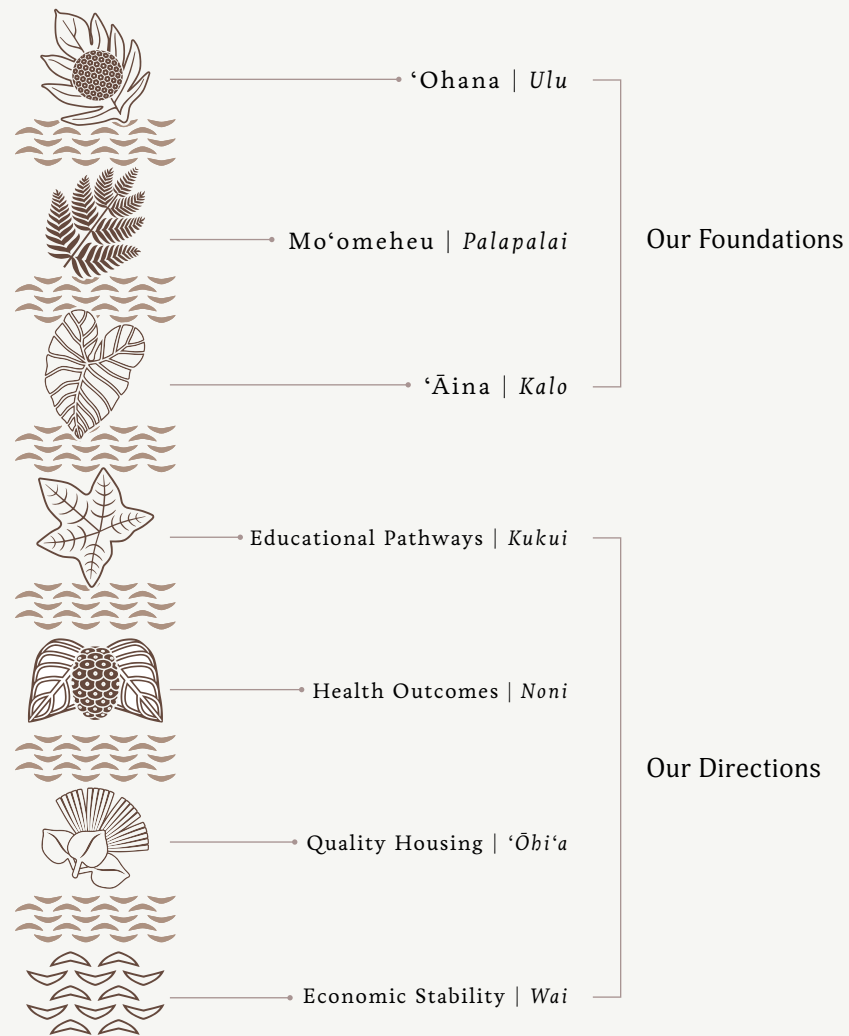 ʻOhana | Ulu
Moʻomeheu | Palapalai
Our Foundations
ʻĀina | Kalo
Educational Pathways | Kukui
Health Outcomes | Noni
Our Directions
Quality Housing | ʻŌhiʻa
Economic Stability | Wai